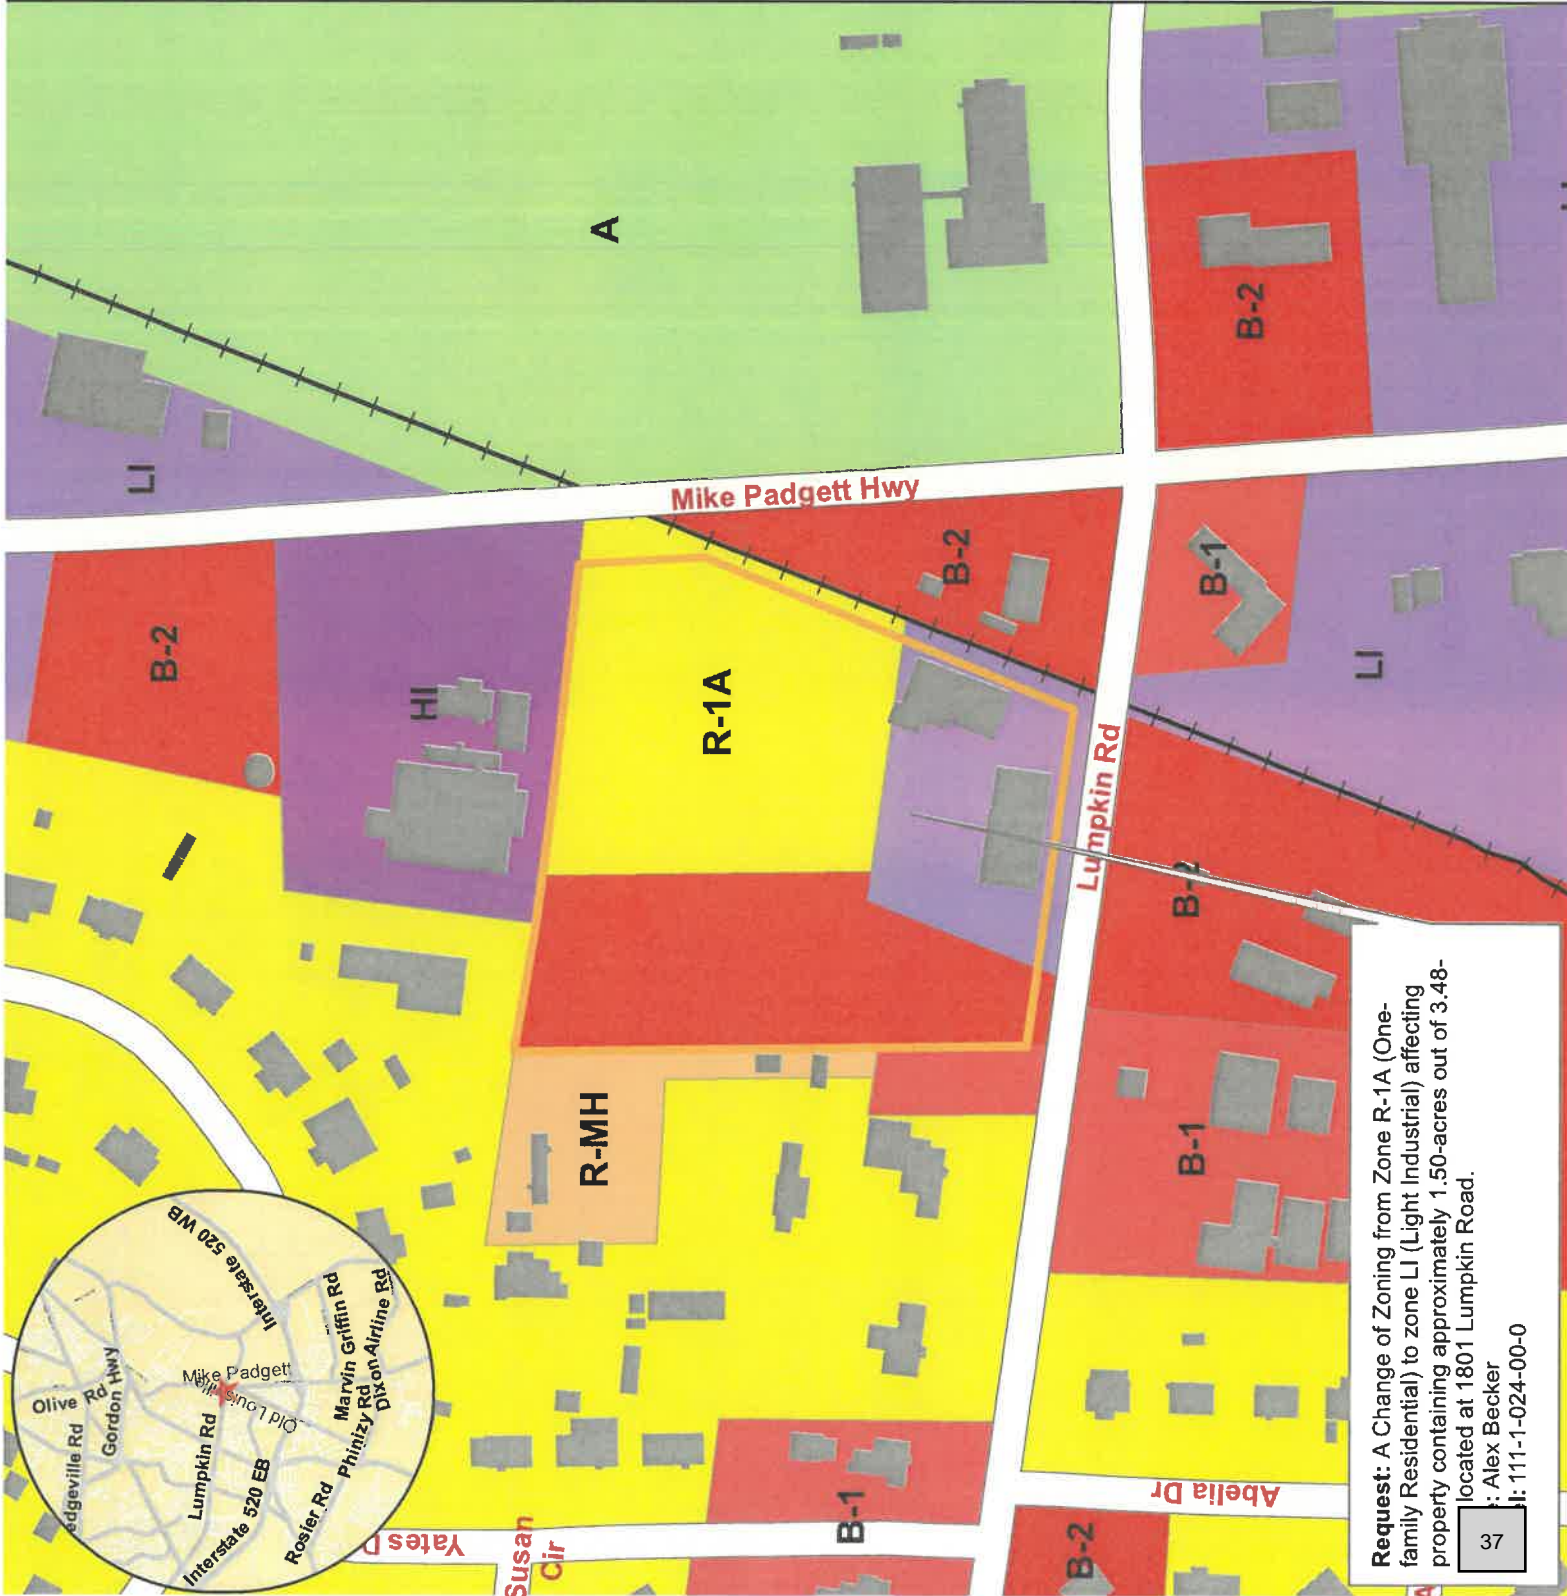 A
LI
Mike Padgett Hwy
B-2
B-2
HI
B-2
B-1
R-1A
LI
Lumpkin Rd
B-2
R-MH
B-1
B-1
B-2
Yates D
Susan
Cir
Abelia Dr
Interstate 520 WB
Olive Rd
Gordon Hwy
edgeville Rd
Mike Padgett
Lumpkin Rd
Marvin Griffin Rd
Dixon Airline Rd
Phinizy Rd
Interstate 520 EB
Rosier Rd
Request: A Change of Zoning from Zone R-1A (One-
family Residential) to zone LI (Light Industrial) affecting
property containing approximately 1.50-acres out of 3.48-
located at 1801 Lumpkin Road.
: Alex Becker
l: 111-1-024-00-0
37